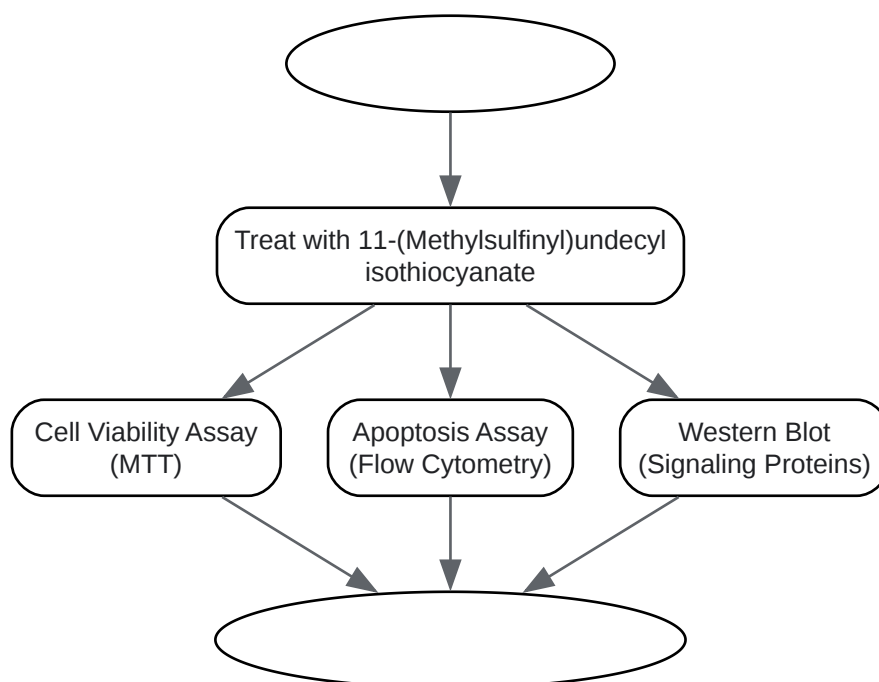 Treat with 11-(Methylsulfinyl)undecyl
isothiocyanate
Cell Viability Assay
(MTT)
Apoptosis Assay
(Flow Cytometry)
Western Blot
(Signaling Proteins)